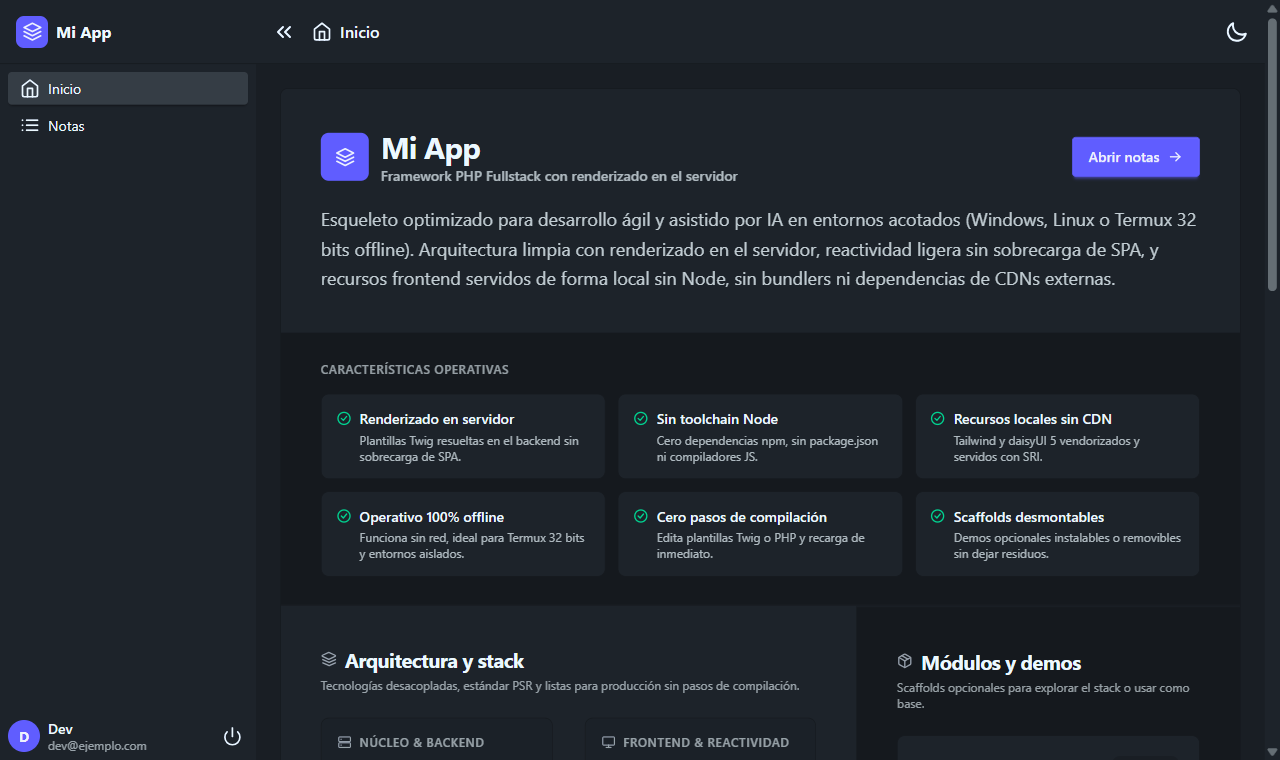 Mi App
Inicio
Inicio
Notas
Mi App
Framework PHP Fullstack con renderizado en el servidor
Abrir notas
Esqueleto optimizado para desarrollo ágil y asistido por IA en entornos acotados (Windows, Linux o Termux 32
bits offline). Arquitectura limpia con renderizado en el servidor, reactividad ligera sin sobrecarga de SPA, y
recursos frontend servidos de forma local sin Node, sin bundlers ni dependencias de CDNs externas.
CARACTERÍSTICAS OPERATIVAS
Renderizado en servidor
Plantillas Twig resueltas en el backend sin
sobrecarga de SPA.
Sin toolchain Node
Cero dependencias npm, sin package.json
ni compiladores JS.
Recursos locales sin CDN
Tailwind y daisyUI 5 vendorizados y
servidos con SRI.
Operativo 100% offline
Funciona sin red, ideal para Termux 32 bits
y entornos aislados.
Cero pasos de compilación
Edita plantillas Twig o PHP y recarga de
inmediato.
Scaffolds desmontables
Demos opcionales instalables o removibles
sin dejar residuos.
Arquitectura y stack
Tecnologías desacopladas, estándar PSR y listas para producción sin pasos de compilación.
NÚCLEO & BACKEND
FRONTEND & REACTIVIDAD
Módulos y demos
Scaffolds opcionales para explorar el stack o usar como
base.
D
Dev
dev@ejemplo.com